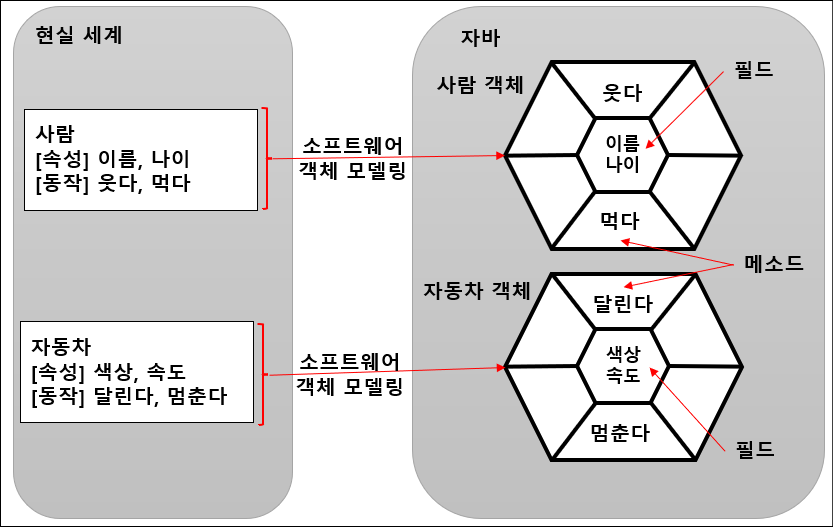 현실 세계
사람
[속성] 이름, 나이
[동작] 웃다, 먹다
자동차
[속성] 색상, 속도
[동작] 달린다, 멈춘다
소프트웨어
객체 모델링
소프트웨어
객체 모델링
자바
사람 객체
웃다
이름
나이
먹다
필드
메소드
자동차 객체
달린다
색상
속도
멈춘다
필드